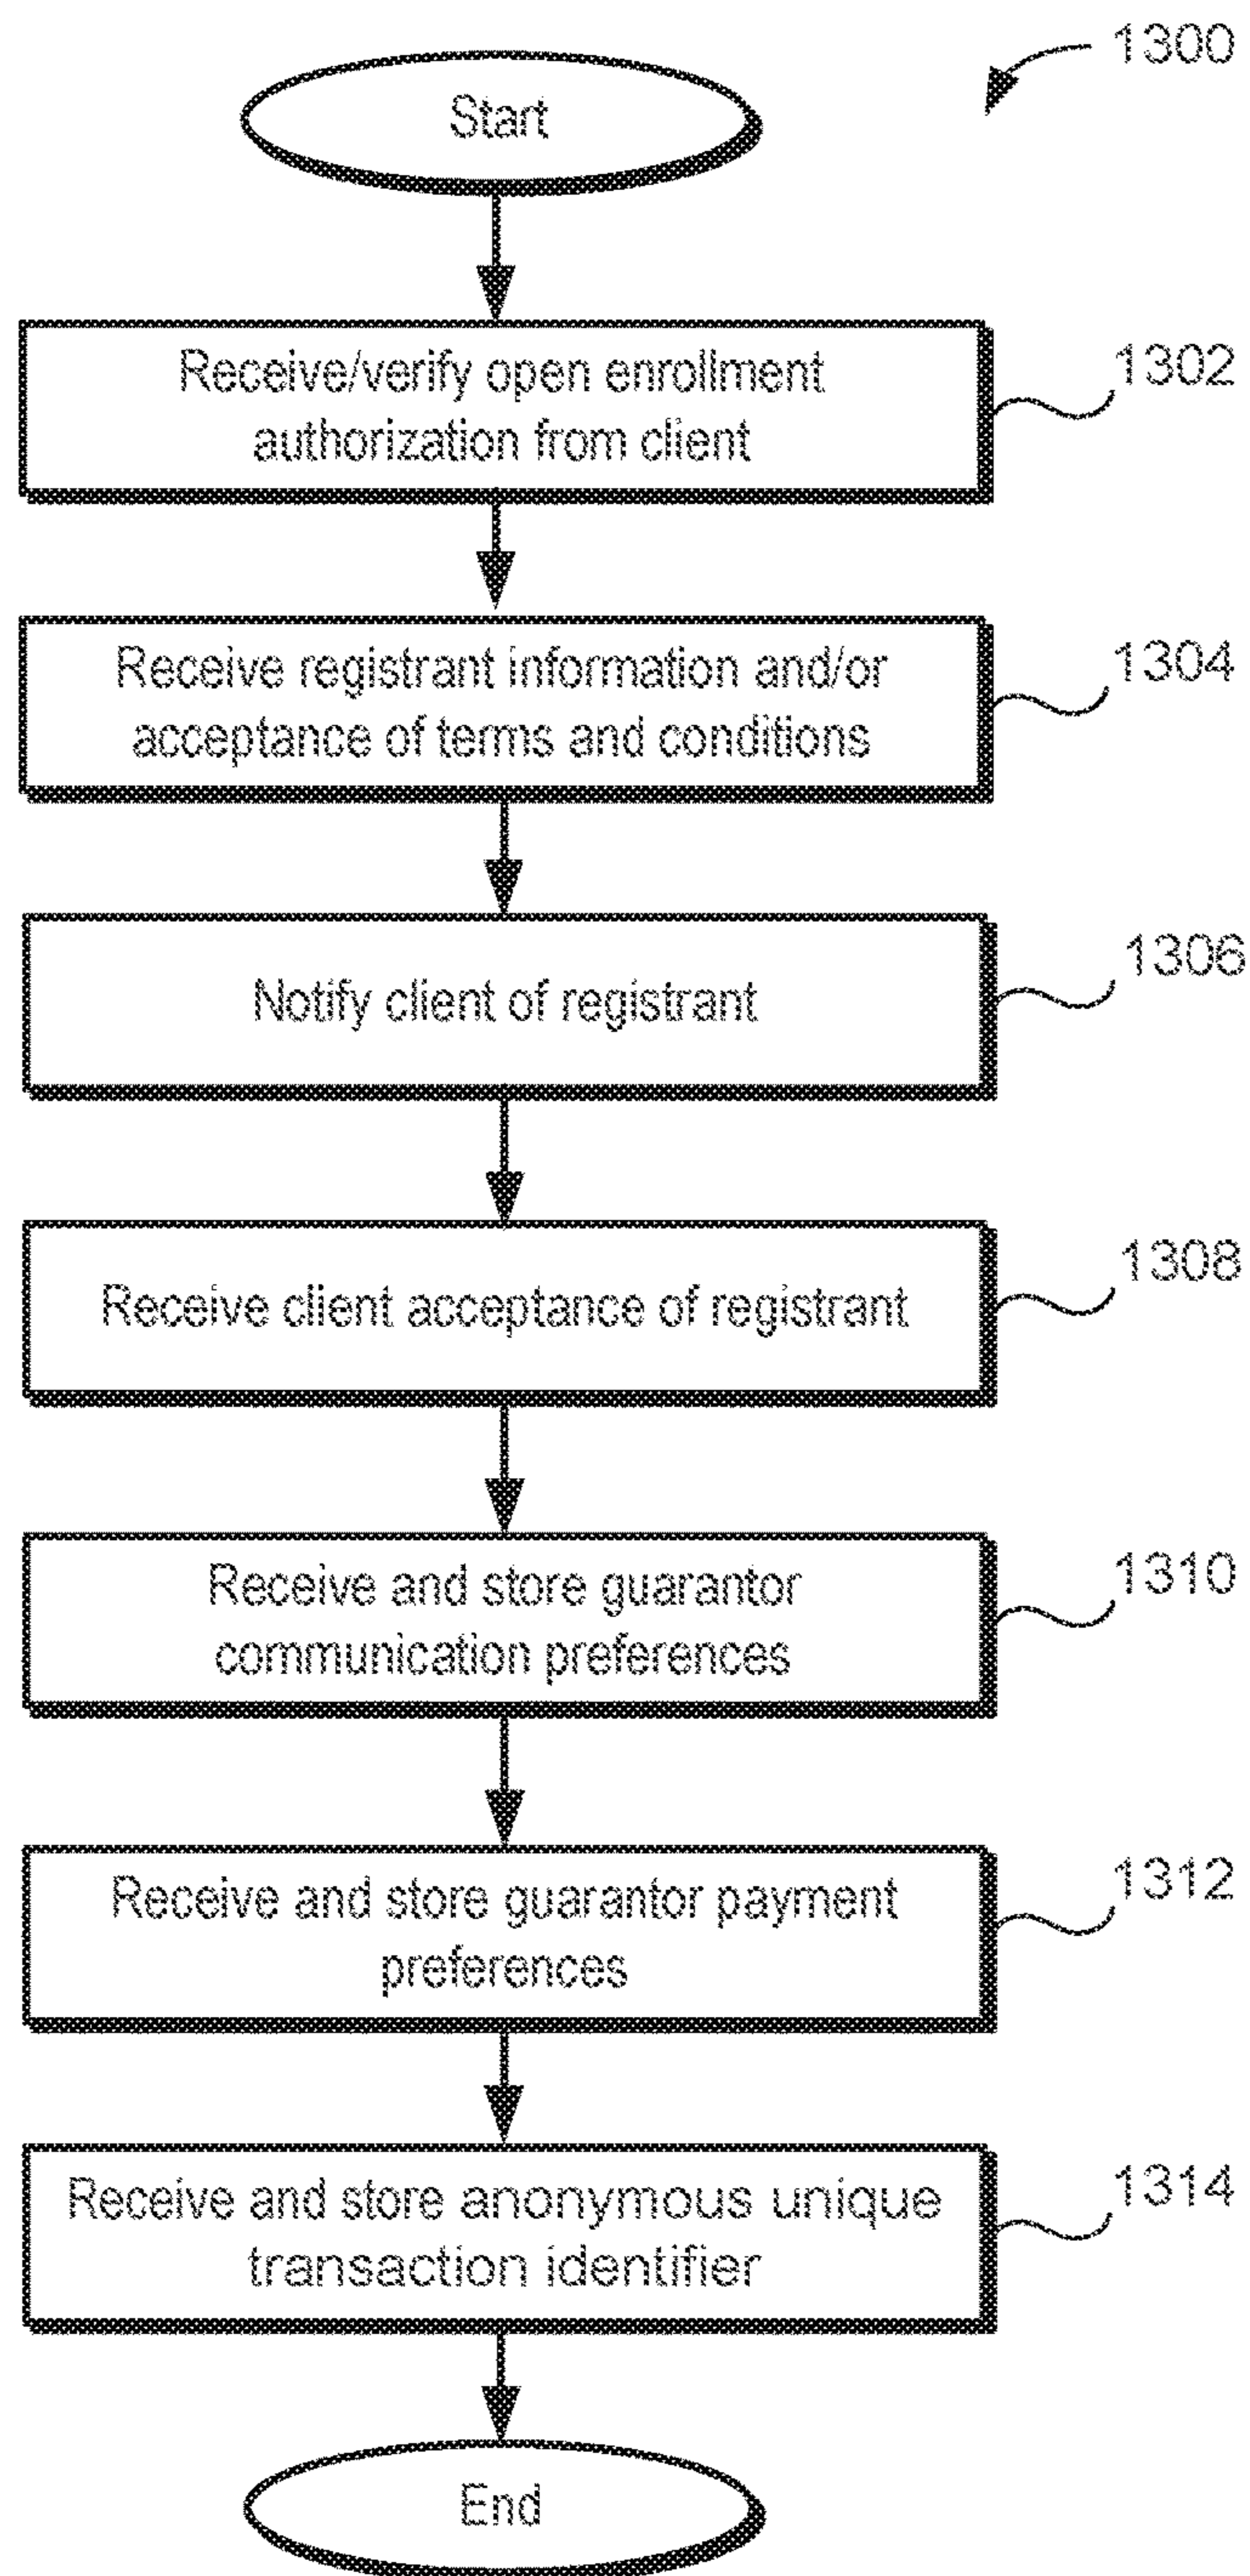 1300
Start
Receive/verify open enrollment
authorization from client
1302
Receive registrant information and/or
acceptance of terms and conditions
1304
Notify client of registrant
1306
Receive client acceptance of registrant
1308
Receive and store guarantor
communication preferences
1310
Receive and store guarantor payment
preferences
1312
Receive and store anonymous unique
transaction identifier
1314
End